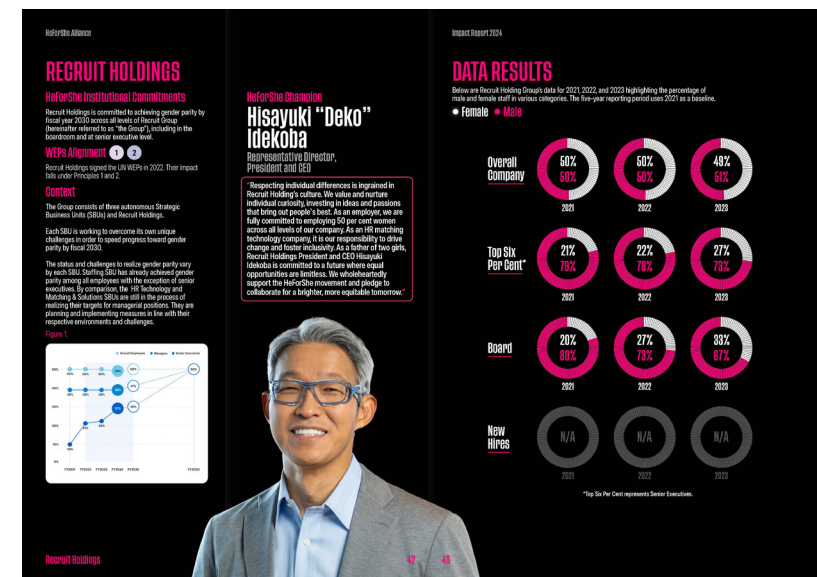 HeForShe Alliance
RECRUIT HOLDINGS
HeForShe Institutional Commitments
Recruit Holdings is committed to achieving gender parity by
fiscal year 2030 across all levels of Recruit Group
(hereinafter referred to as "the Group"), including in the
boardroom and at senior executive level.
WEPs Alignment 1 2
Recruit Holdings signed the UN WEPs in 2022. Their impact
falls under Principles 1 and 2.
Context
The Group consists of three autonomous Strategic
Business Units (SBUs) and Recruit Holdings.
Each SBU is working to overcome its own unique
challenges in order to speed progress toward gender
parity by fiscal 2030.
The status and challenges to realize gender parity vary
by each SBU. Staffing SBU has already achieved gender
parity among all employees with the exception of senior
executives. By comparison, the HR Technology and
Matching & Solutions SBUs are still in the process of
realizing their targets for managerial positions. They are
planning and implementing measures in line with their
respective environments and challenges.
Figure 1.
Overall Employees Managers Senior Executives
FY2021 FY2022 FY2023 FY2024 FY2025 FY2030
Recruit Holdings
HeForShe Champion
Hisayuki “Deko”
Idekoba
Representative Director,
President and CEO
"Respecting individual differences is ingrained in
Recruit Holding's culture. We value and nurture
individual curiosity, investing in ideas and passions
that bring out people's best. As an employer, we are
fully committed to employing 50 per cent women
across all levels of our company. As an HR matching
technology company, it is our responsibility to drive
change and foster inclusivity. As a father of two girls,
Recruit Holdings President and CEO Hisayuki
Idekoba is committed to a future where equal
opportunities are limitless. We wholeheartedly
support the HeForShe movement and pledge to
collaborate for a brighter, more equitable tomorrow."
42
Impact Report 2024
DATA RESULTS
Below are Recruit Holding Group's data for 2021, 2022, and 2023 highlighting the percentage of
male and female staff in various categories. The five-year reporting period uses 2021 as a baseline.
Female Male
Overall
Company
50% 50% 49%
50% 50% 51%
2021 2022 2023
Top Six
Per Cent*
21% 22% 27%
79% 78% 73%
2021 2022 2023
Board
20% 27% 33%
80% 73% 67%
2021 2022 2023
New
Hires
N/A N/A N/A
2021 2022 2023
*Top Six Per Cent represents Senior Executives.
43